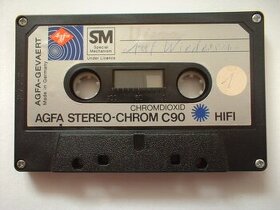 AGFA-GEVAERT
Made in Germany
SM
Special
Mechanism
Under Licence
1
CHROMDIOXID
AGFA STEREO-CHROM C90
HIFI